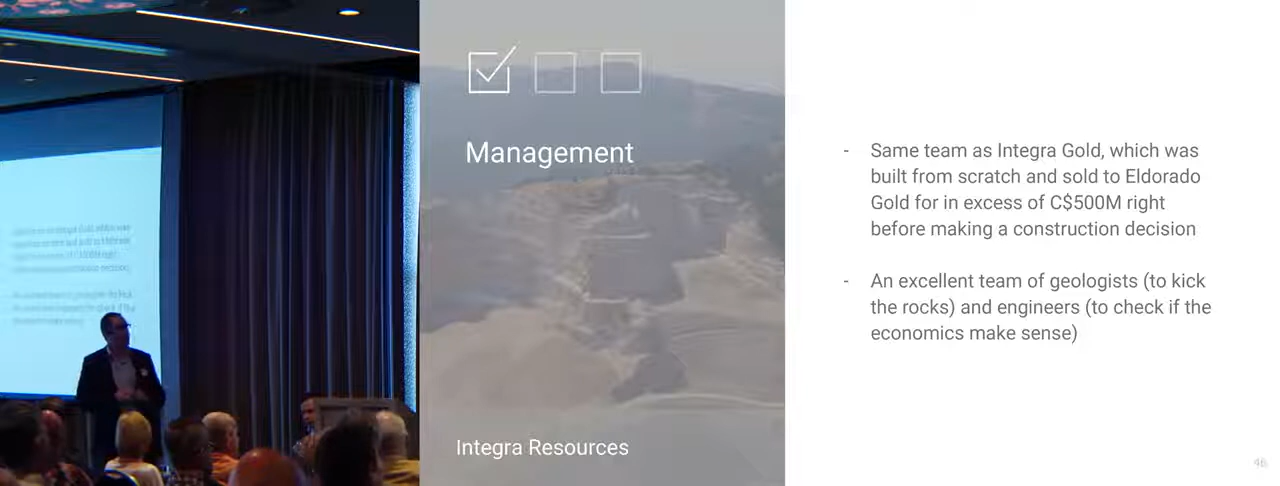 Management
Integra Resources
- Same team as Integra Gold, which was
built from scratch and sold to Eldorado
Gold for in excess of C$500M right
before making a construction decision
- An excellent team of geologists (to kick
the rocks) and engineers (to check if the
economics make sense)
46